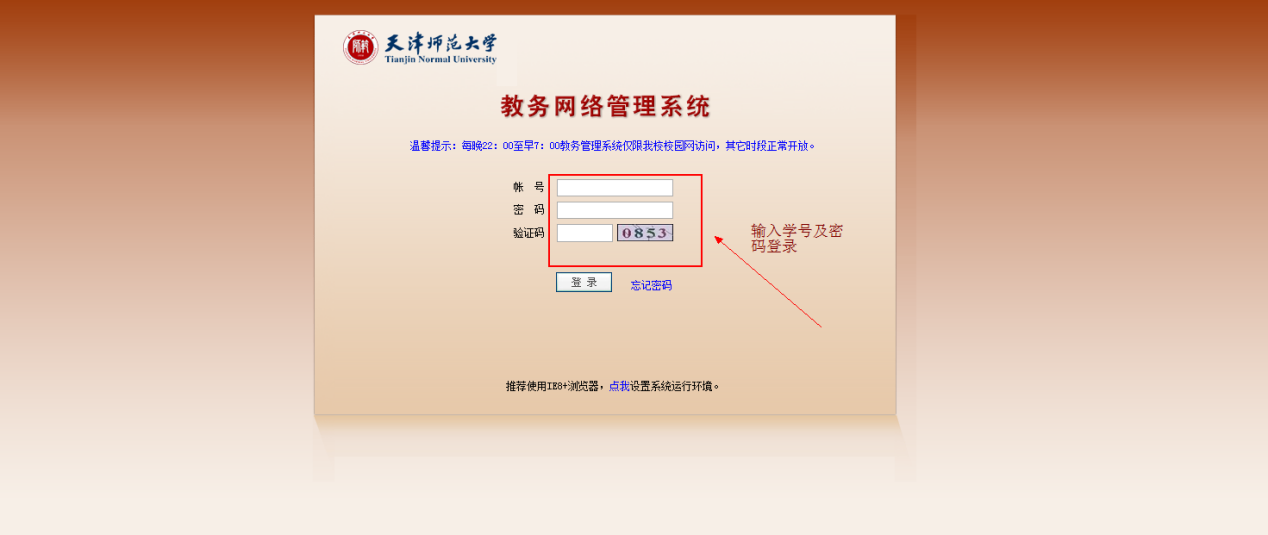 天津师范大学
Tianjin Normal University
教务网络管理系统
温馨提示：每晚22：00至早7：00教务管理系统仅限我校校园网访问，其它时段正常开放。
帐 号
密 码
验证码 0853
输入学号及密
码登录
登 录 忘记密码
推荐使用IE8+浏览器，点我设置系统运行环境。